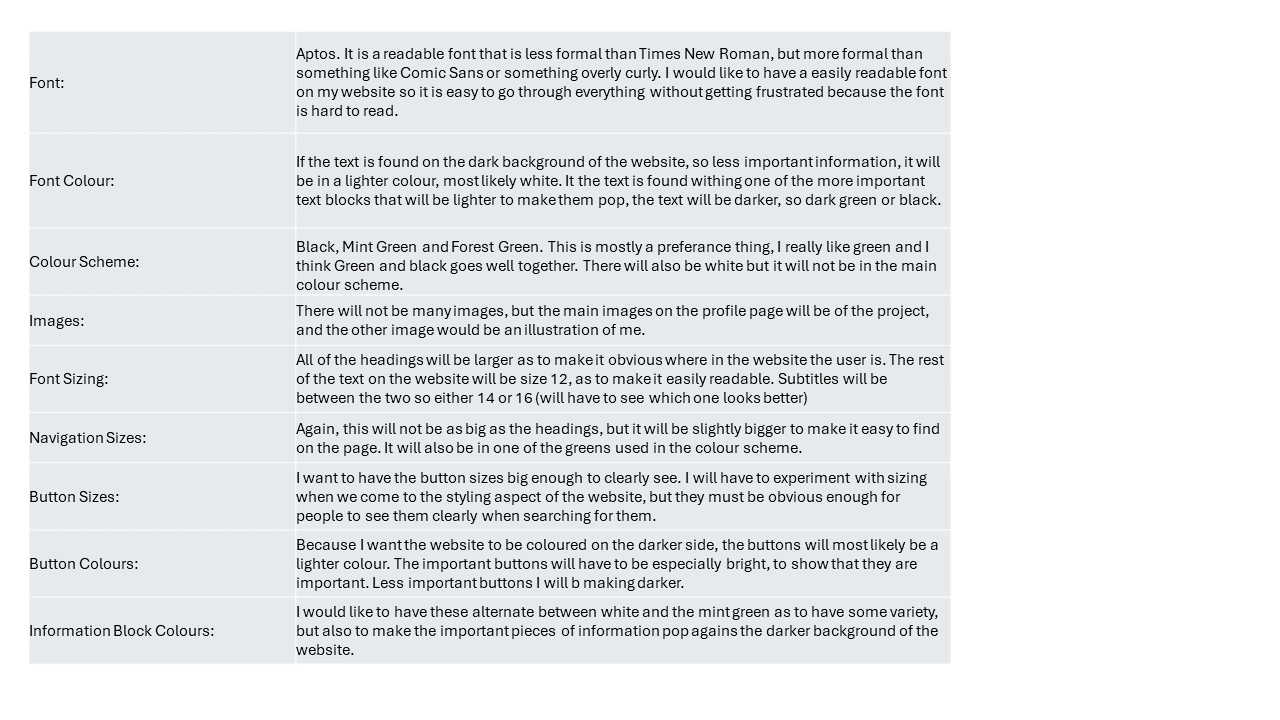 Font:
Aptos. It is a readable font that is less formal than Times New Roman, but more formal than
something like Comic Sans or something overly curly. I would like to have a easily readable font
on my website so it is easy to go through everything without getting frustrated because the font
is hard to read.
Font Colour:
If the text is found on the dark background of the website, so less important information, it will
be in a lighter colour, most likely white. It the text is found withing one of the more important
text blocks that will be lighter to make them pop, the text will be darker, so dark green or black.
Colour Scheme:
Black, Mint Green and Forest Green. This is mostly a preferance thing, I really like green and I
think Green and black goes well together. There will also be white but it will not be in the main
colour scheme.
Images:
There will not be many images, but the main images on the profile page will be of the project,
and the other image would be an illustration of me.
Font Sizing:
All of the headings will be larger as to make it obvious where in the website the user is. The rest
of the text on the website will be size 12, as to make it easily readable. Subtitles will be
between the two so either 14 or 16 (will have to see which one looks better)
Navigation Sizes:
Again, this will not be as big as the headings, but it will be slightly bigger to make it easy to find
on the page. It will also be in one of the greens used in the colour scheme.
Button Sizes:
I want to have the button sizes big enough to clearly see. I will have to experiment with sizing
when we come to the styling aspect of the website, but they must be obvious enough for
people to see them clearly when searching for them.
Button Colours:
Because I want the website to be coloured on the darker side, the buttons will most likely be a
lighter colour. The important buttons will have to be especially bright, to show that they are
important. Less important buttons I will b making darker.
Information Block Colours:
I would like to have these alternate between white and the mint green as to have some variety,
but also to make the important pieces of information pop agains the darker background of the
website.